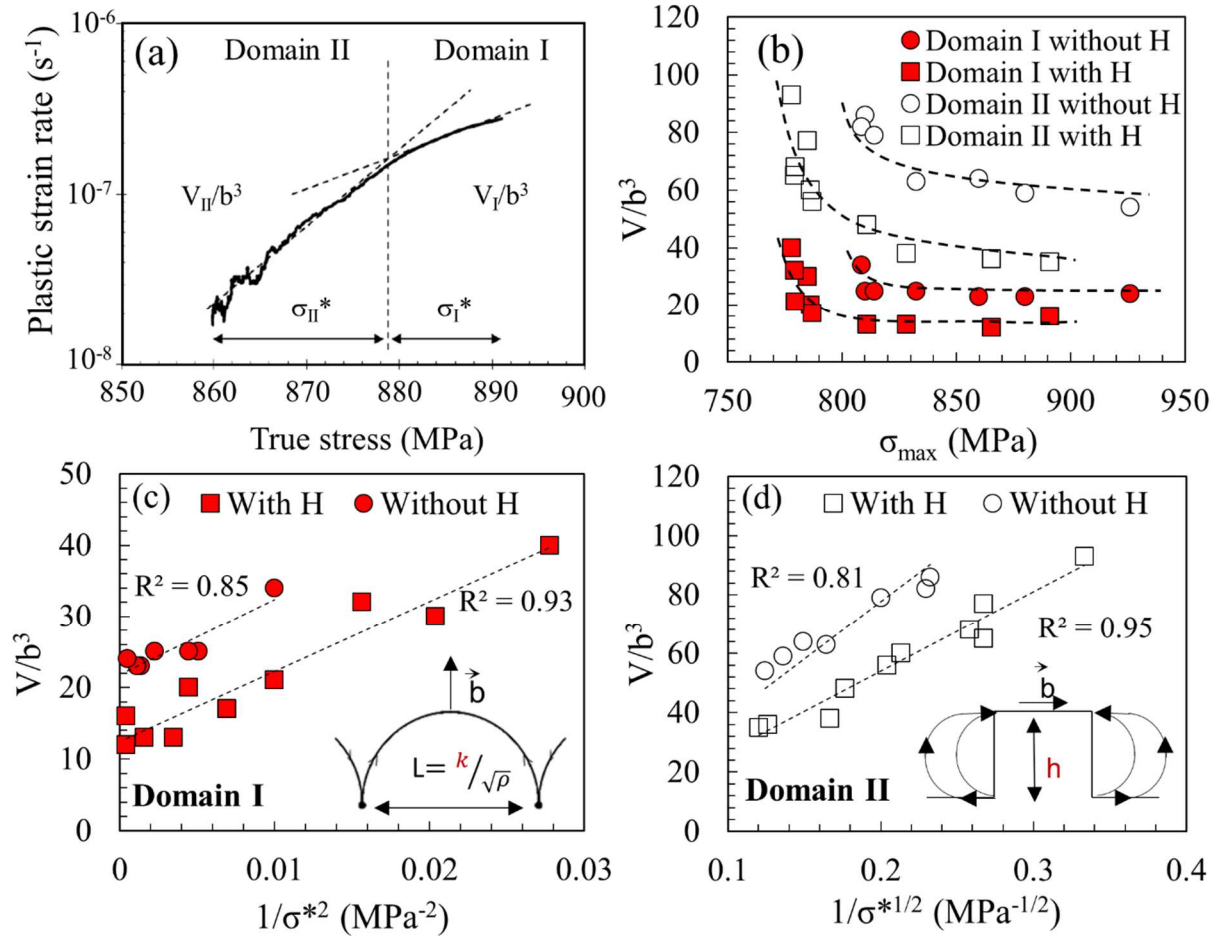 (a)
Domain II Domain I
V_II/b³ V_I/b³
σ_II* σ_I*
Plastic strain rate (s⁻¹)
10⁻⁶
10⁻⁷
10⁻⁸
850 860 870 880 890 900
True stress (MPa)
(b)
Domain I without H
Domain I with H
Domain II without H
Domain II with H
V/b³
120
100
80
60
40
20
0
750 800 850 900 950
σ_max (MPa)
(c)
With H Without H
R² = 0.85
R² = 0.93
b
L= k/√ρ
Domain I
V/b³
50
40
30
20
10
0
0 0.01 0.02 0.03
1/σ*² (MPa⁻²)
(d)
With H Without H
R² = 0.81
R² = 0.95
b
h
Domain II
V/b³
120
100
80
60
40
20
0
0.1 0.2 0.3 0.4
1/σ*¹ᐟ² (MPa⁻¹ᐟ²)